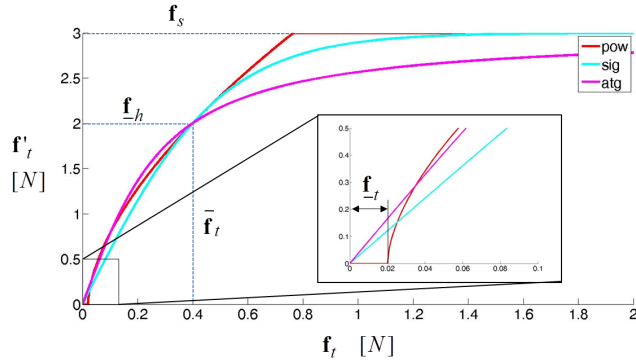 f_s
3
pow
sig
atg
2.5
f_h
2
f'_t
[N]
1.5
1
0.5
0
f̄_t
0.5
0.4
0.3
0.2
0.1
0
f_t
0 0.02 0.04 0.06 0.08 0.1
0 0.2 0.4 0.6 0.8 1 1.2 1.4 1.6 1.8 2
f_t [N]